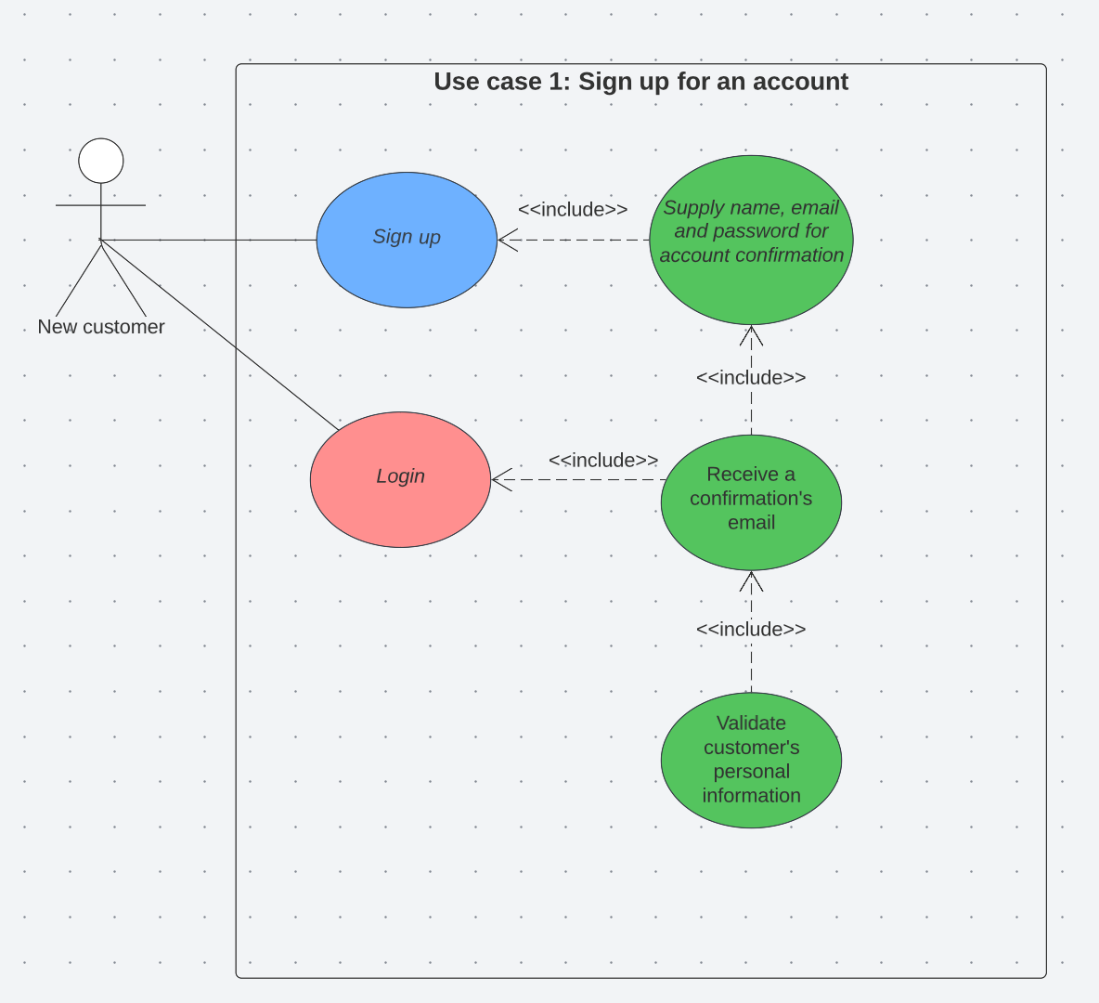 Use case 1: Sign up for an account
New customer
Sign up
<<include>>
Supply name, email
and password for
account confirmation
<<include>>
Login
<<include>>
Receive a
confirmation's
email
<<include>>
Validate
customer's
personal
information